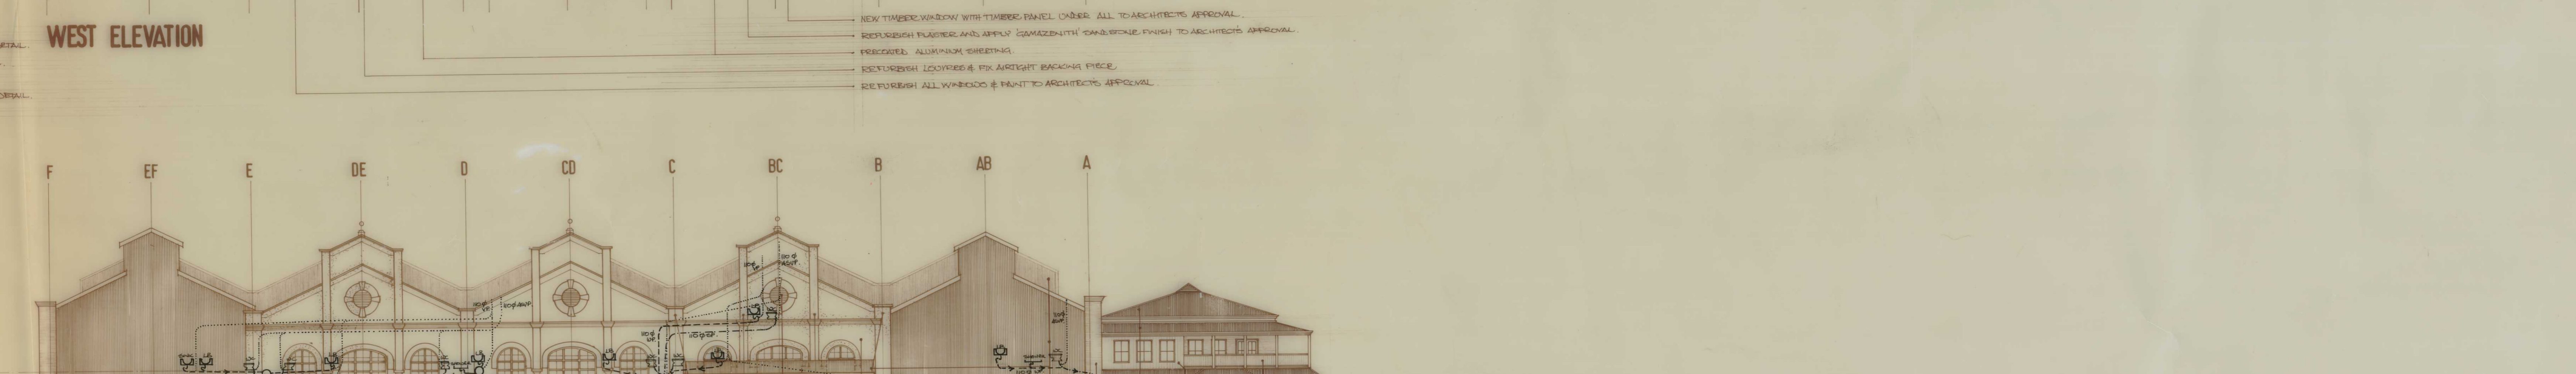 NEW TIMBER WINDOW WITH TIMBER PANEL UNDER ALL TO ARCHITECTS APPROVAL.
REFURBISH PLASTER AND APPLY 'GAMAZENITH' SANDSTONE FINISH TO ARCHITECTS APPROVAL.
PRECOATED ALUMINIUM SHEETING.
REFURBISH LOUVRES & FIX AIRTIGHT BACKING PIECE
REFURBISH ALL WINDOWS & PAINT TO ARCHITECTS APPROVAL.
WEST ELEVATION
DETAIL.
F EF E DE D CD C BC B AB A
110 φ